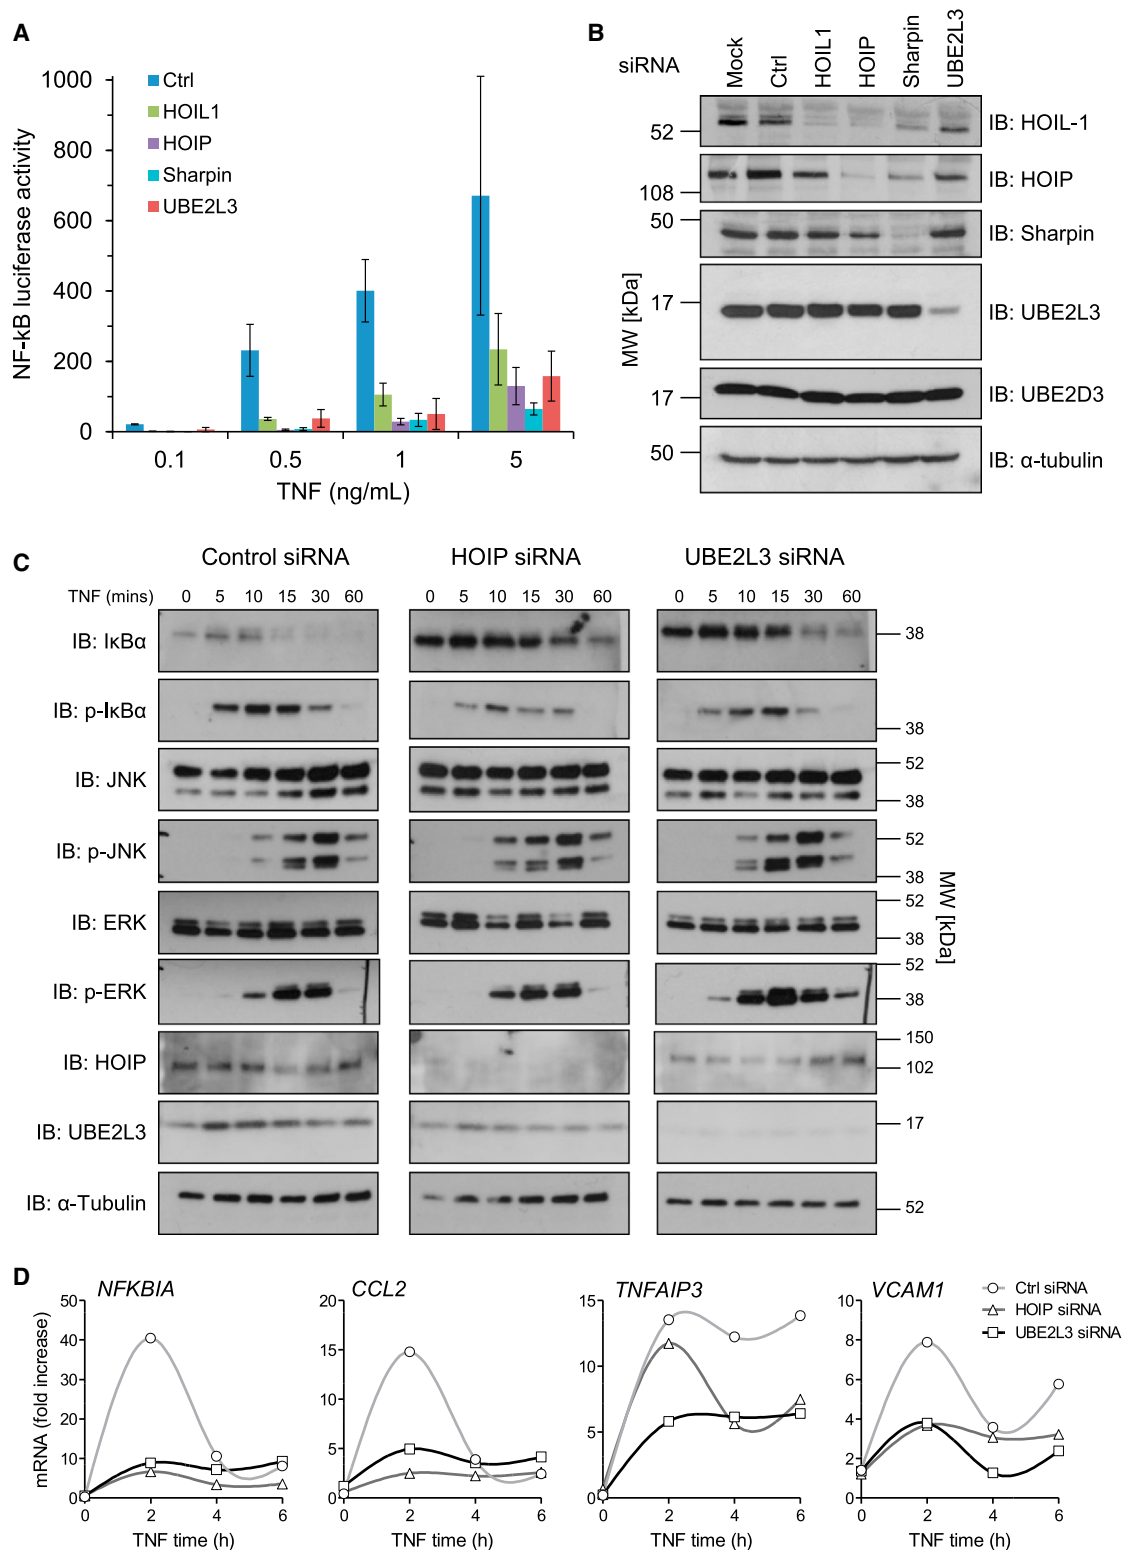 A
1000
800
600
400
200
0
NF-kB luciferase activity
Ctrl
HOIL1
HOIP
Sharpin
UBE2L3
0.1 0.5 1 5
TNF (ng/mL)
B
siRNA Mock Ctrl HOIL1 HOIP Sharpin UBE2L3
52 IB: HOIL-1
108 IB: HOIP
50 IB: Sharpin
17 IB: UBE2L3
17 IB: UBE2D3
50 IB: α-tubulin
MW [kDa]
C
Control siRNA HOIP siRNA UBE2L3 siRNA
TNF (mins) 0 5 10 15 30 60 0 5 10 15 30 60 0 5 10 15 30 60
IB: IκBα 38
IB: p-IκBα 38
IB: JNK 52 38
IB: p-JNK 52 38
IB: ERK 52 38
IB: p-ERK 52 38
IB: HOIP 150 102
IB: UBE2L3 17
IB: α-Tubulin 52
MW [kDa]
D
NFKBIA
50
40
30
20
10
0
mRNA (fold increase)
0 2 4 6
TNF time (h)
CCL2
20
15
10
5
0
0 2 4 6
TNF time (h)
TNFAIP3
15
10
5
0
0 2 4 6
TNF time (h)
VCAM1
10
8
6
4
2
0
0 2 4 6
TNF time (h)
Ctrl siRNA
HOIP siRNA
UBE2L3 siRNA